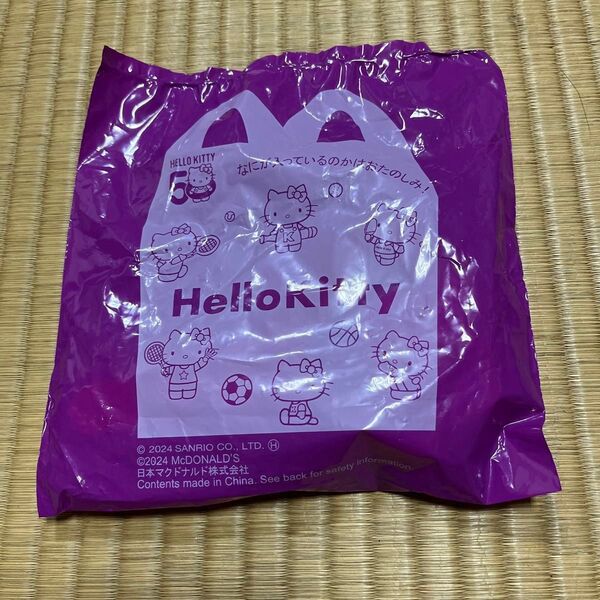 HELLO KITTY
50
なにが入っているのかはおたのしみ！
HelloKitty
© 2024 SANRIO CO., LTD. Ⓗ
©2024 McDONALD'S
日本マクドナルド株式会社
Contents made in China. See back for safety information.